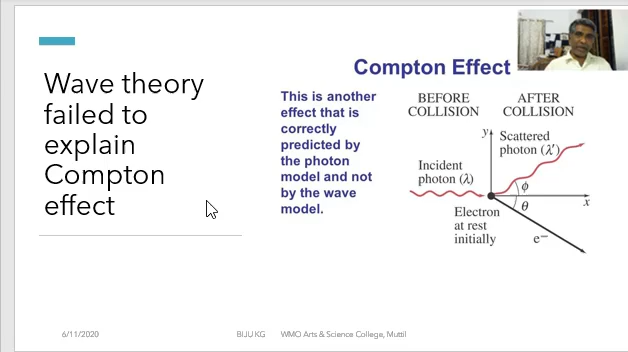 Wave theory
failed to
explain
Compton
effect
Compton Effect
This is another
effect that is
correctly
predicted by
the photon
model and not
by the wave
model.
BEFORE
COLLISION
AFTER
COLLISION
y
Scattered
photon (λ′)
Incident
photon (λ)
ϕ
θ
x
Electron
at rest
initially
e−
6/11/2020
BIJU KG WMO Arts & Science College, Muttil